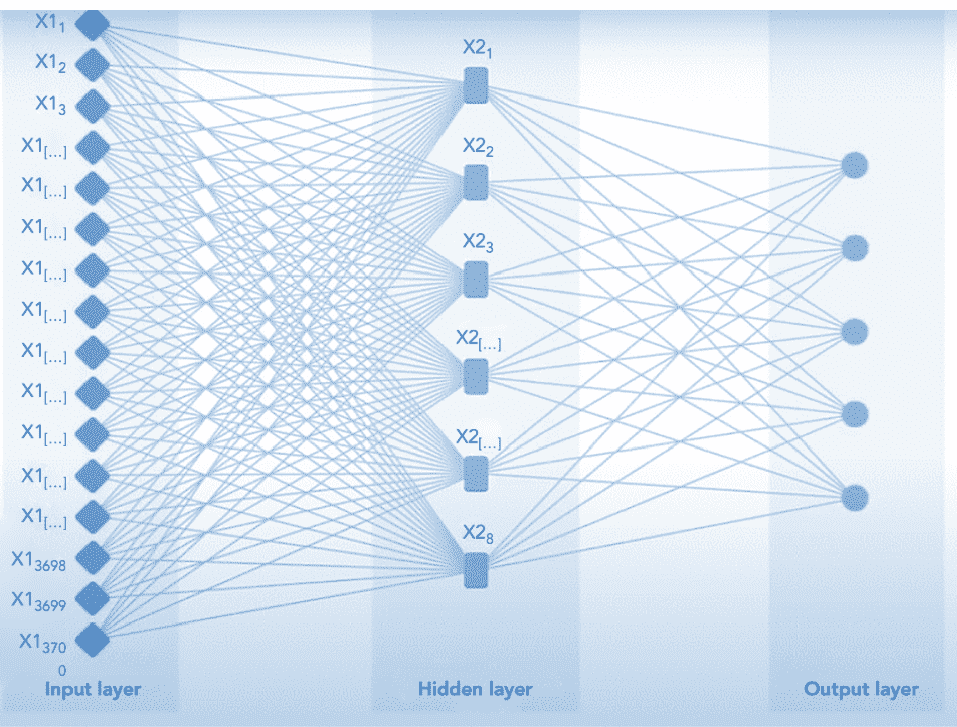 X1₁
X1₂
X1₃
X1[...]
X1[...]
X1[...]
X1[...]
X1[...]
X1[...]
X1[...]
X1[...]
X1[...]
X1[...]
X1₃₆₉₈
X1₃₆₉₉
X1₃₇₀
₀
X2₁
X2₂
X2₃
X2[...]
X2[...]
X2₈
Input layer
Hidden layer
Output layer